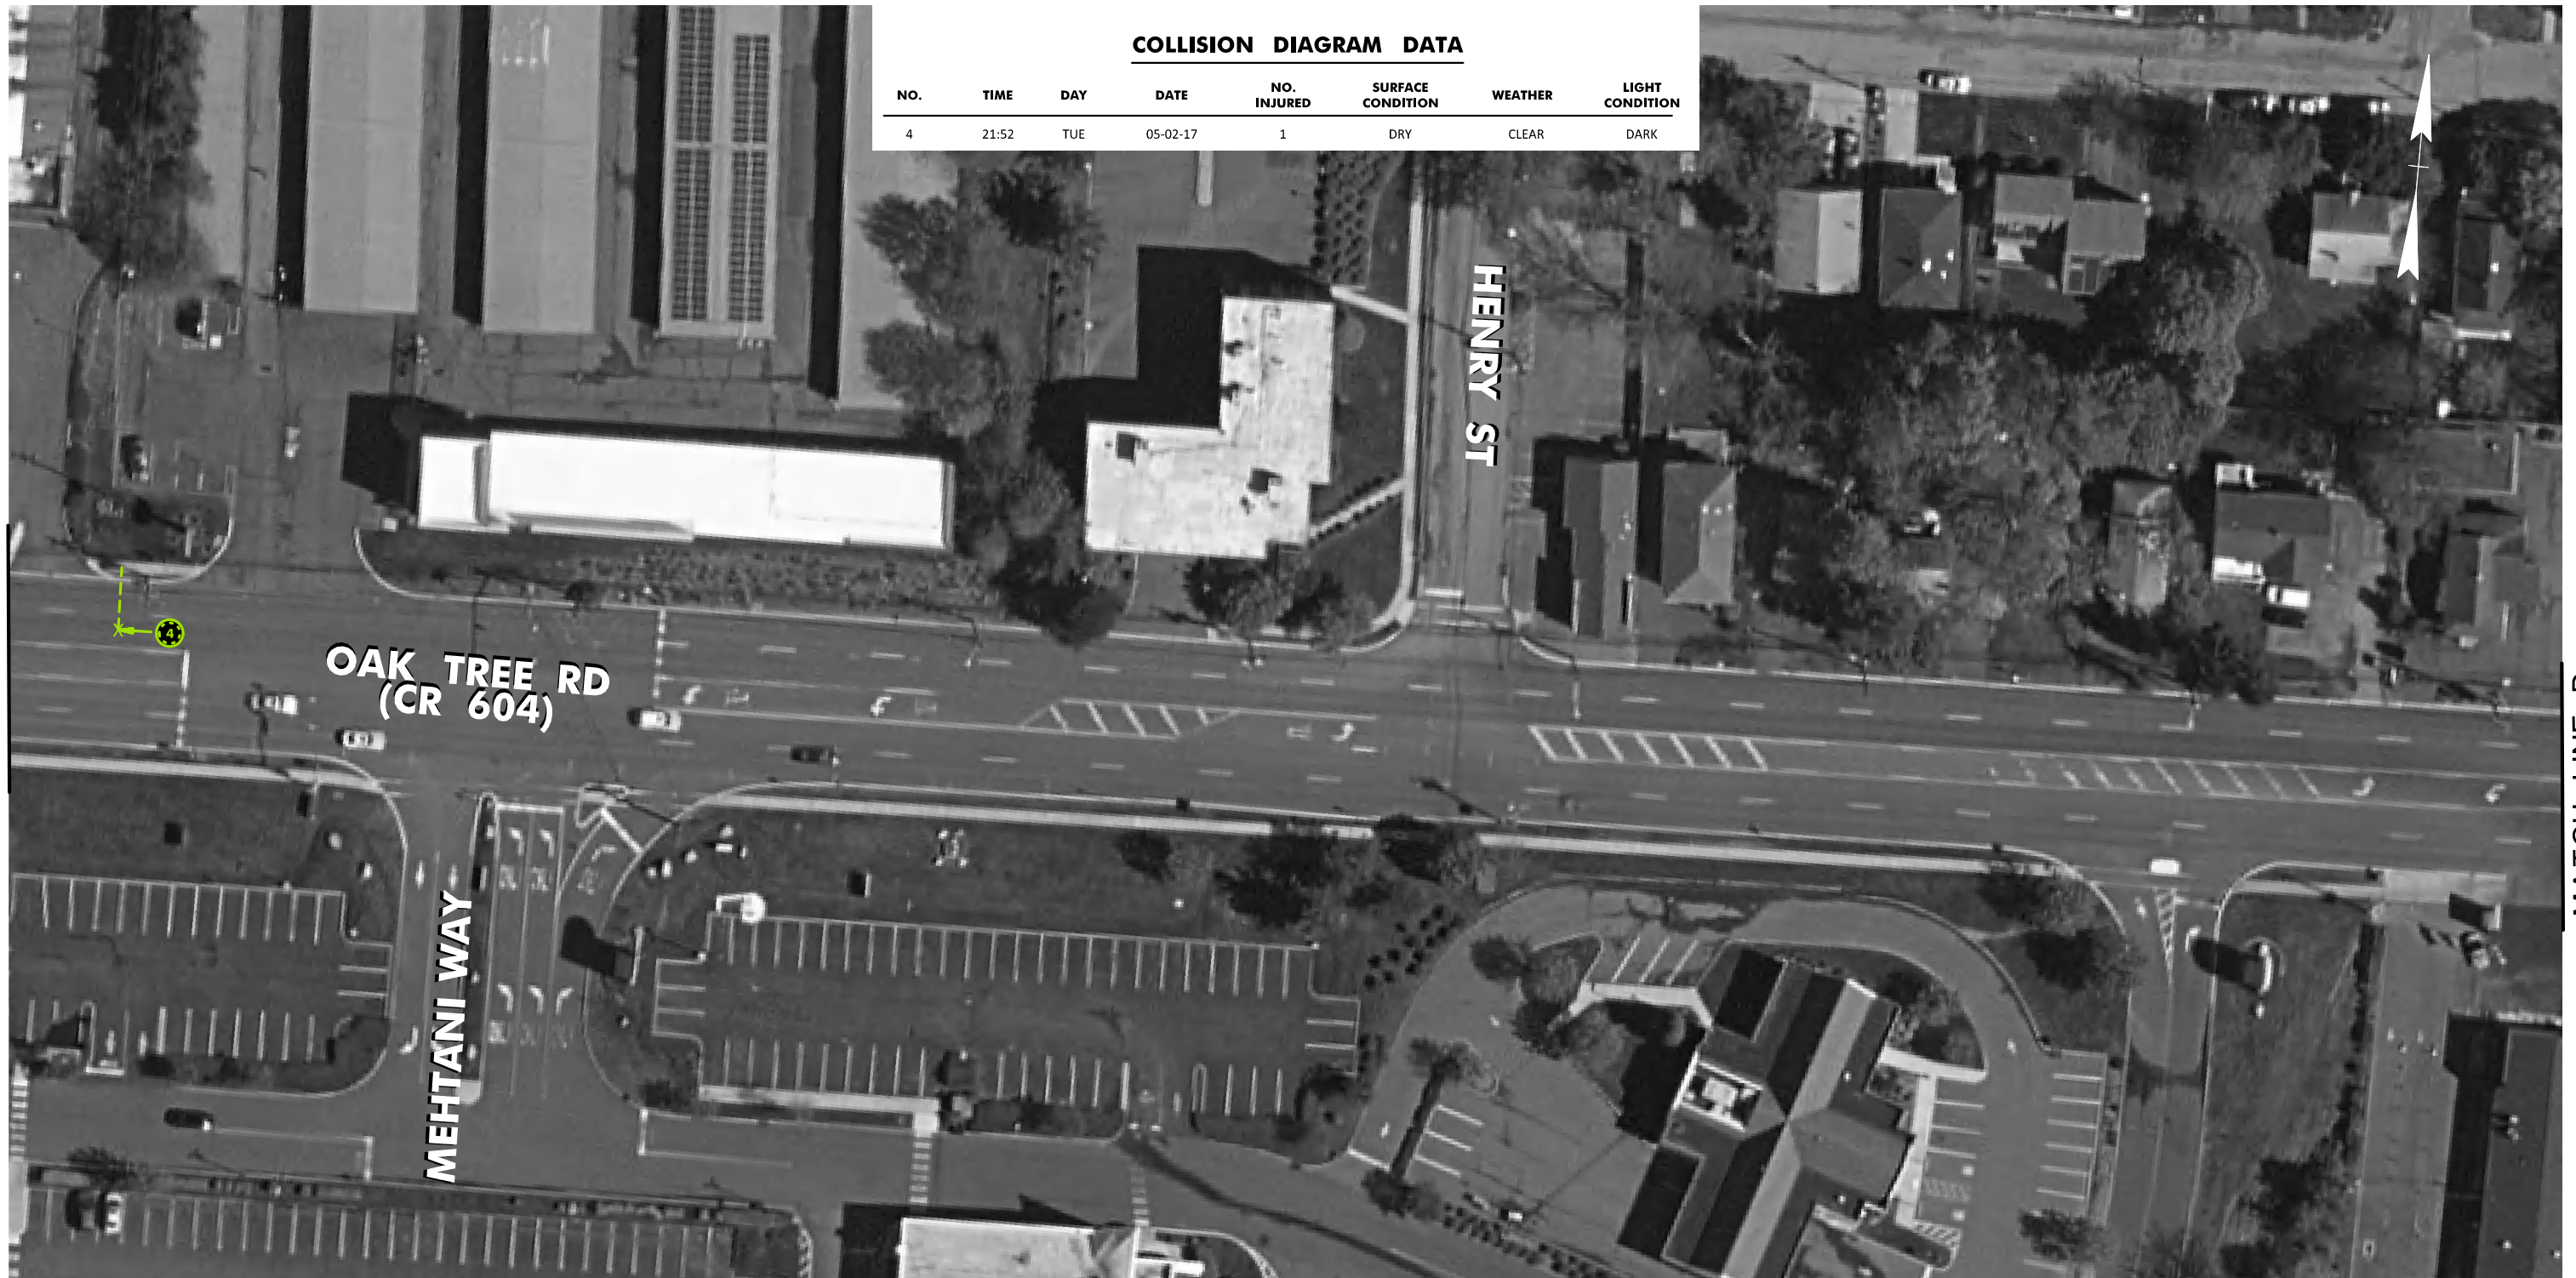 COLLISION DIAGRAM DATA
NO. TIME DAY DATE NO. INJURED SURFACE CONDITION WEATHER LIGHT CONDITION
4 21:52 TUE 05-02-17 1 DRY CLEAR DARK
HENRY ST
4
OAK TREE RD
(CR 604)
MEHTANI WAY